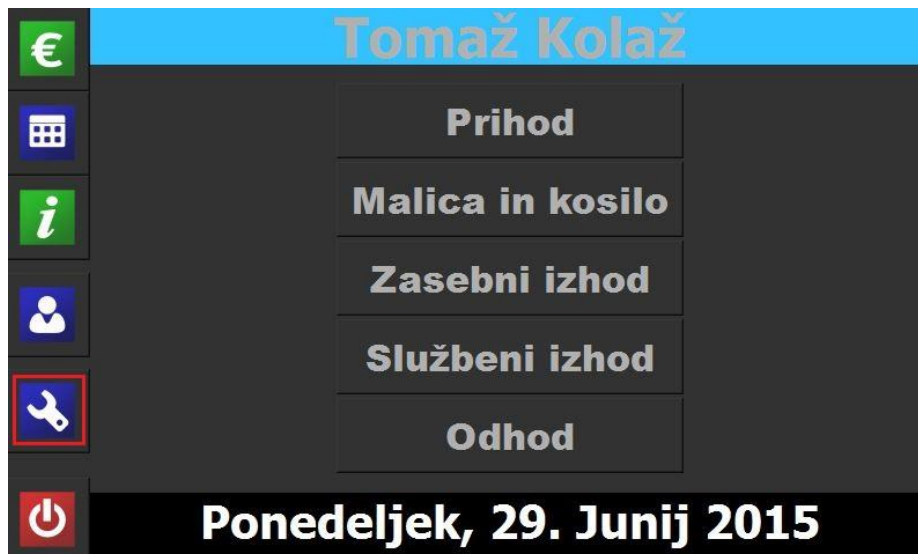 Tomaž Kolaž
€
Prihod
Malica in kosilo
i
Zasebni izhod
Službeni izhod
Odhod
Ponedeljek, 29. Junij 2015